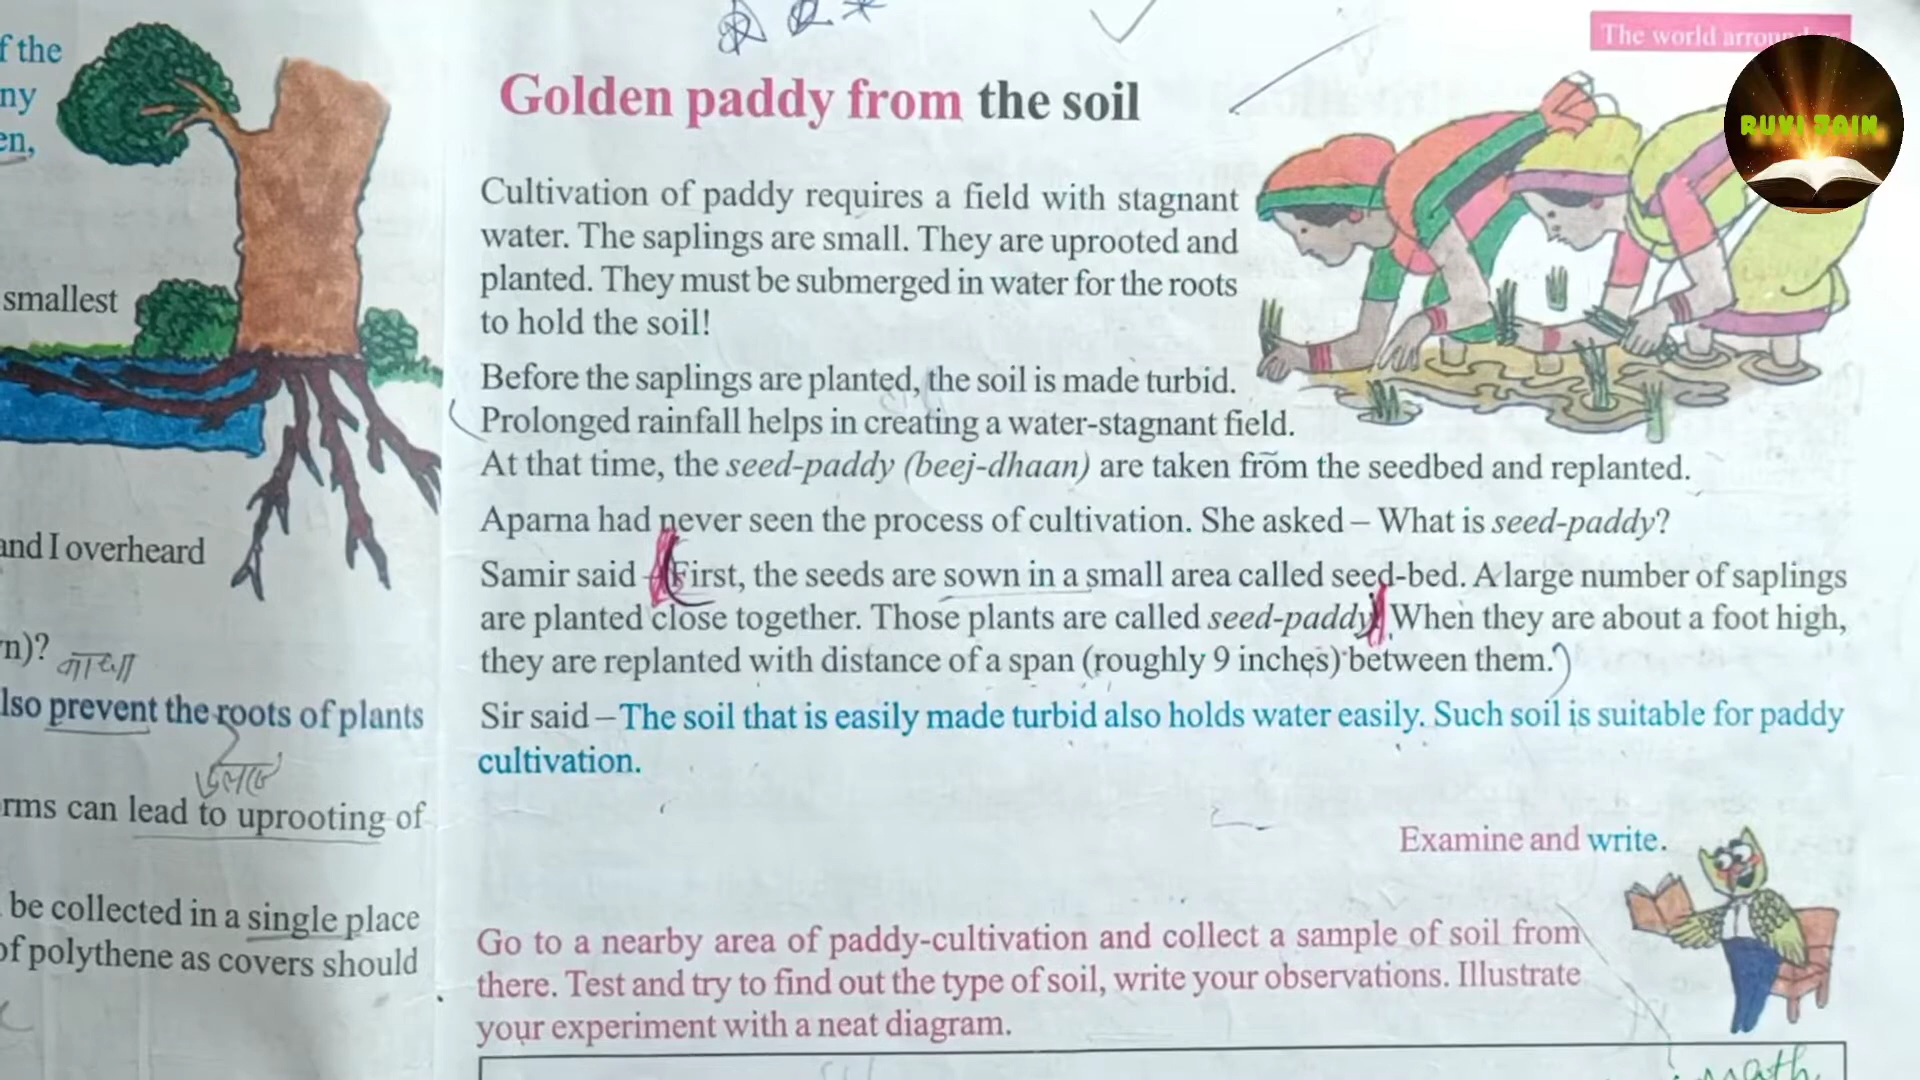 f the
ny
en,
smallest
and I overheard
n)?
lso prevent the roots of plants
rms can lead to uprooting of
be collected in a single place
of polythene as covers should
The world arroun
RUVI JAIN
Golden paddy from the soil
Cultivation of paddy requires a field with stagnant
water. The saplings are small. They are uprooted and
planted. They must be submerged in water for the roots
to hold the soil!
Before the saplings are planted, the soil is made turbid.
Prolonged rainfall helps in creating a water-stagnant field.
At that time, the seed-paddy (beej-dhaan) are taken from the seedbed and replanted.
Aparna had never seen the process of cultivation. She asked – What is seed-paddy?
Samir said – First, the seeds are sown in a small area called seed-bed. A large number of saplings
are planted close together. Those plants are called seed-paddy. When they are about a foot high,
they are replanted with distance of a span (roughly 9 inches) between them.
Sir said – The soil that is easily made turbid also holds water easily. Such soil is suitable for paddy
cultivation.
Examine and write.
Go to a nearby area of paddy-cultivation and collect a sample of soil from
there. Test and try to find out the type of soil, write your observations. Illustrate
your experiment with a neat diagram.
math